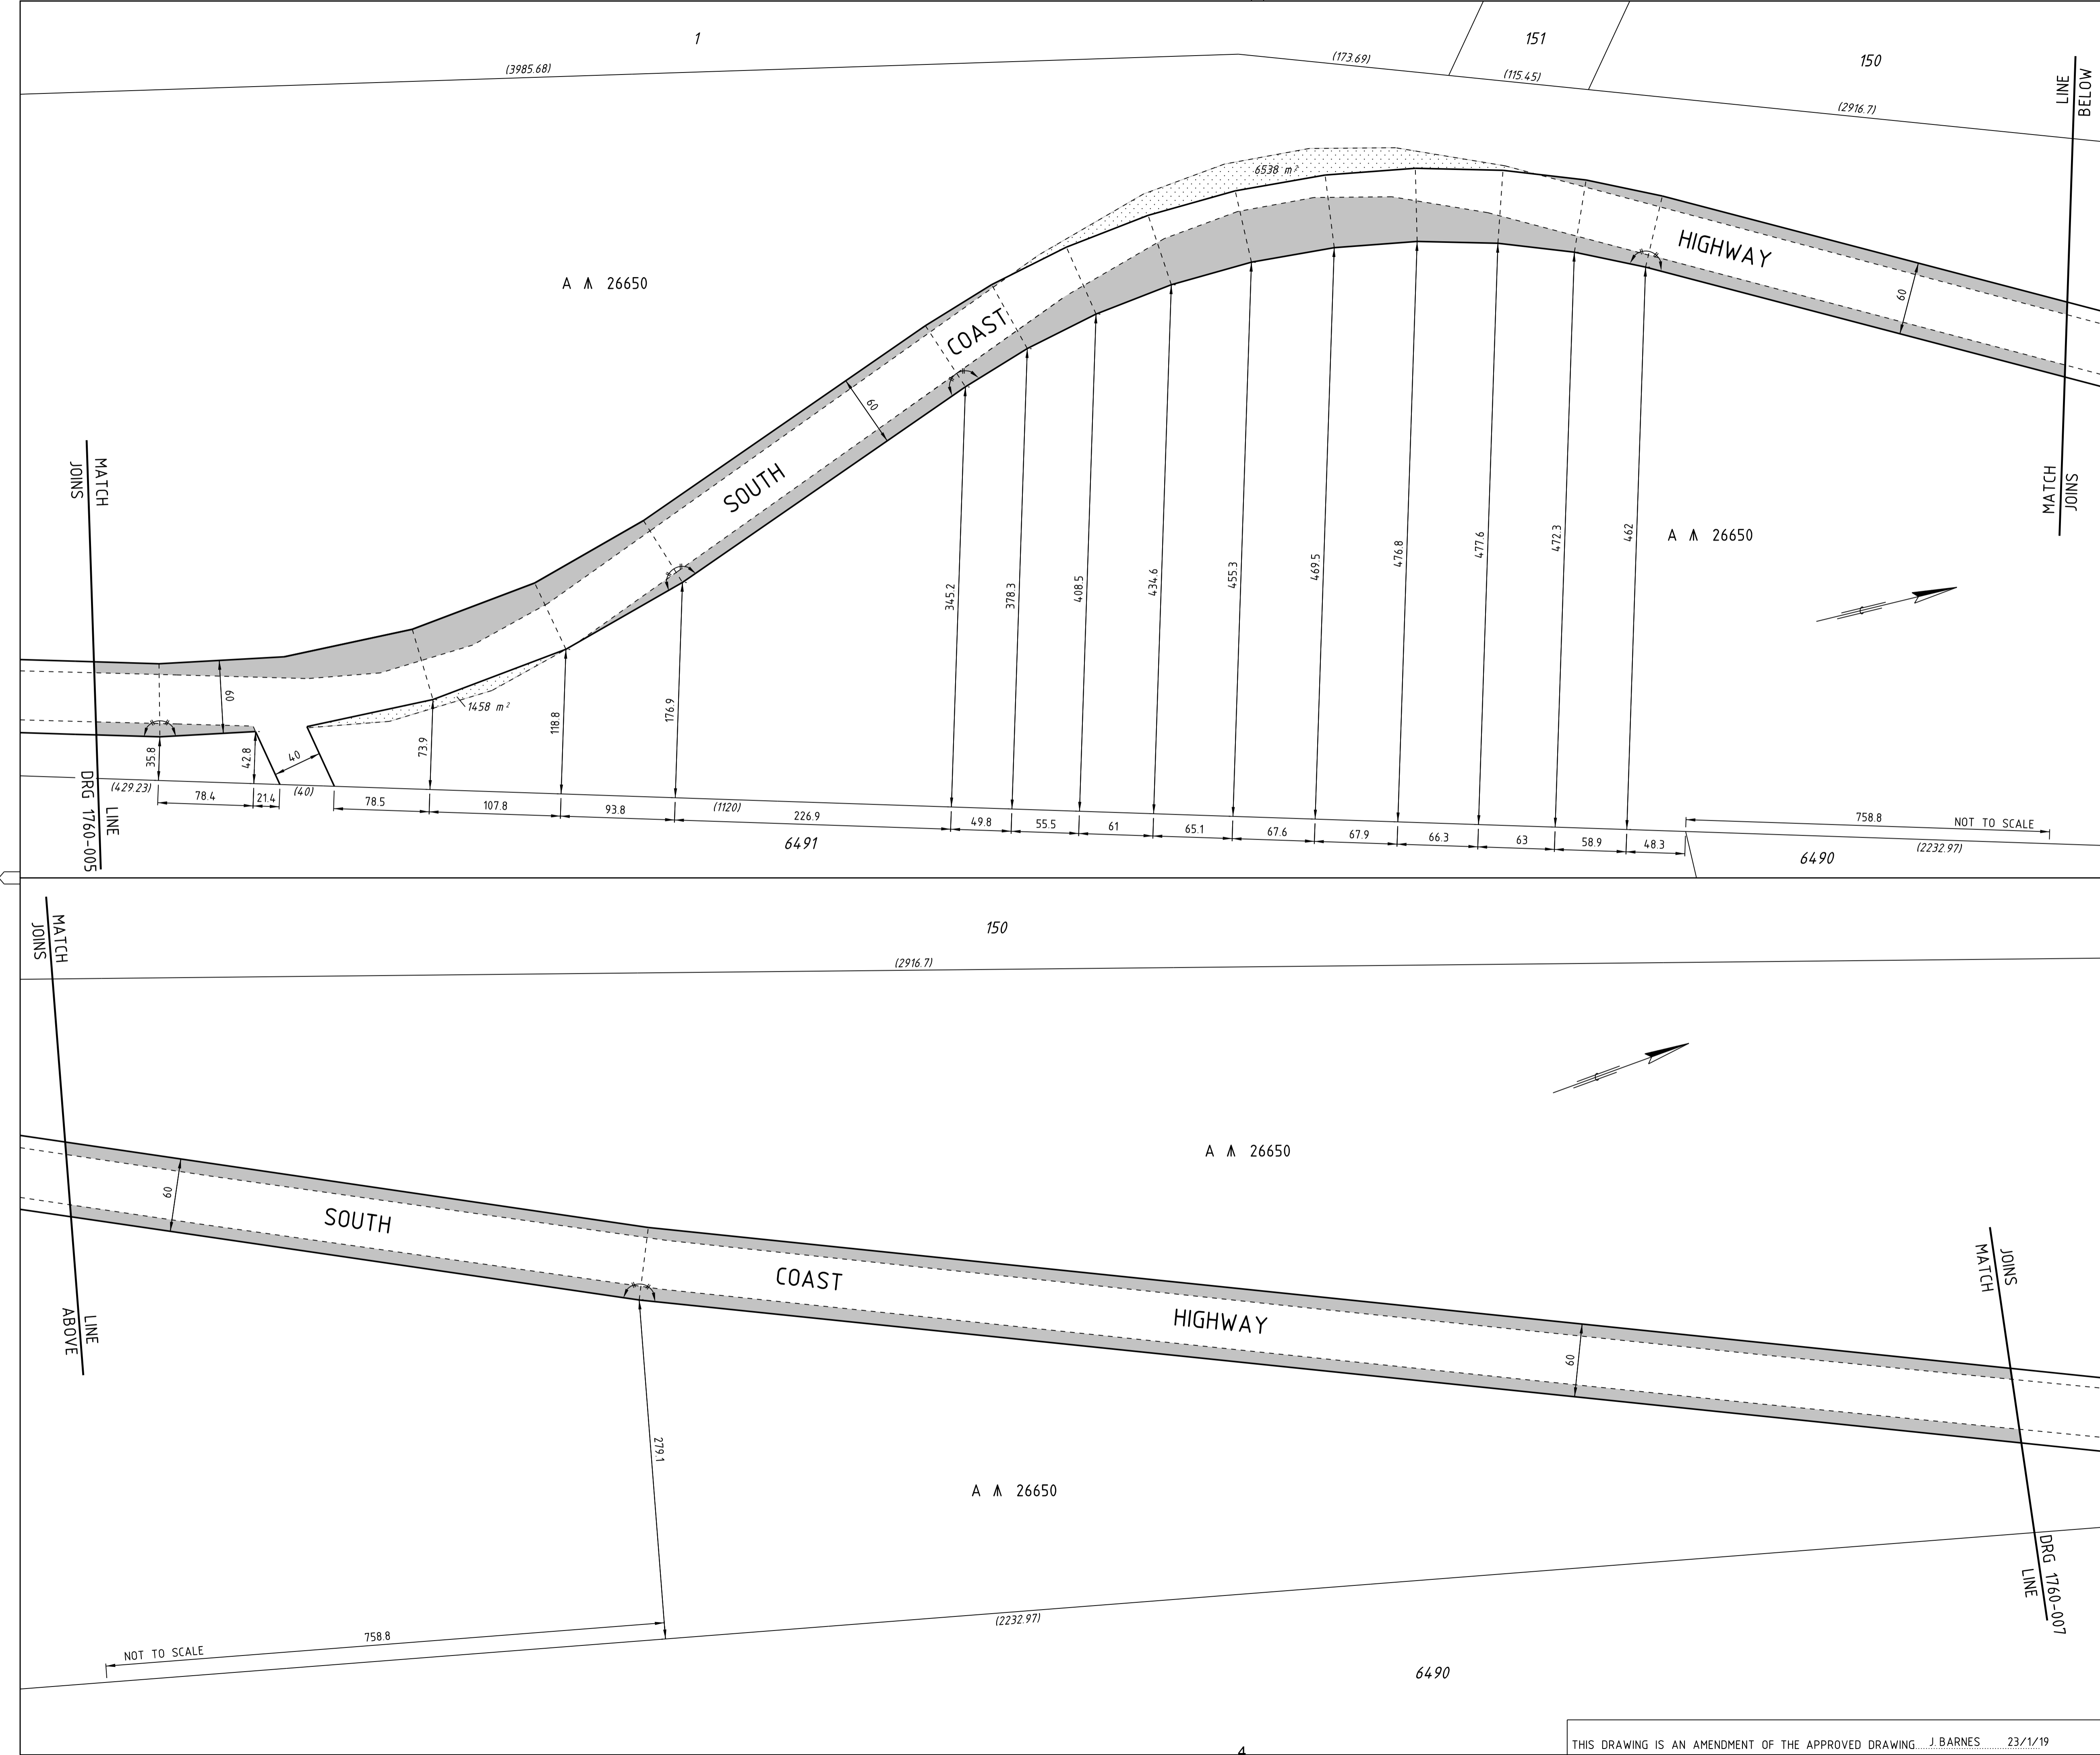 1
151
150
(3985.68)
(173.69)
(115.45)
(2916.7)
LINE
BELOW
6538 m²
HIGHWAY
A 26650
COAST
60
60
SOUTH
MATCH
JOINS
MATCH
JOINS
A 26650
345.2
378.3
408.5
434.6
455.3
469.5
476.8
477.6
472.3
462
60
1458 m²
35.8
42.8
40
73.9
118.8
176.9
(429.23)
78.4
21.4
(40)
78.5
107.8
93.8
(1120)
226.9
49.8
55.5
61
65.1
67.6
67.9
66.3
63
58.9
48.3
758.8
NOT TO SCALE
(2232.97)
LINE
DRG 1760-005
6491
6490
MATCH
JOINS
150
(2916.7)
A 26650
60
SOUTH
COAST
HIGHWAY
60
JOINS
MATCH
LINE
ABOVE
279.1
A 26650
DRG 1760-007
LINE
758.8
NOT TO SCALE
(2232.97)
6490
THIS DRAWING IS AN AMENDMENT OF THE APPROVED DRAWING J. BARNES 23/1/19